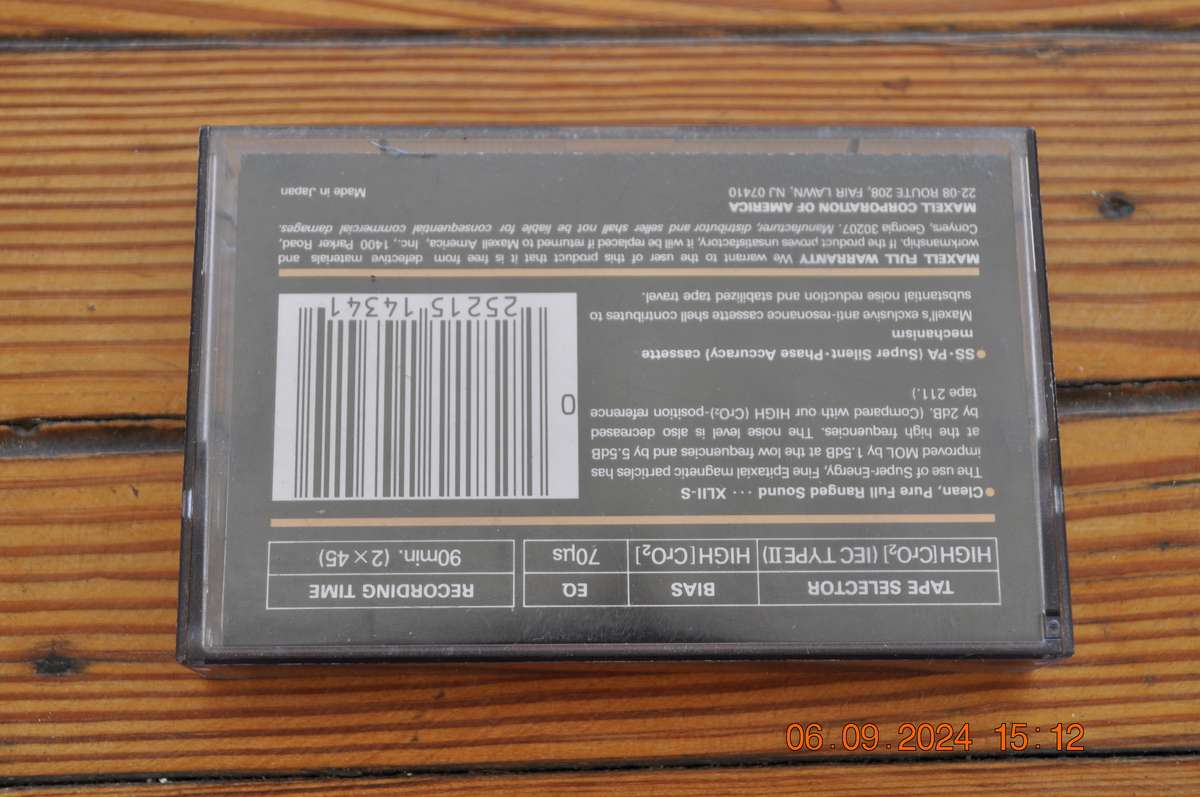 TAPE SELECTOR BIAS EQ RECORDING TIME
HIGH[CrO₂] (IEC TYPE II) HIGH[CrO₂] 70μs 90min. (2×45)
●Clean, Pure Full Ranged Sound ··· XLII-S
The use of Super-Energy, Fine Epitaxial magnetic particles has
improved MOL by 1.5dB at the low frequencies and by 5.5dB
at the high frequencies. The noise level is also decreased
by 2dB. (Compared with our HIGH (CrO₂)-position reference
tape 211.)
●SS·PA (Super Silent·Phase Accuracy) cassette
mechanism
Maxell's exclusive anti-resonance cassette shell contributes to
substantial noise reduction and stabilized tape travel.
0
25215 14341
MAXELL FULL WARRANTY We warrant to the user of this product that it is free from defective materials and
workmanship. If the product proves unsatisfactory, it will be replaced if returned to Maxell America, Inc., 1400 Parker Road,
Conyers, Georgia 30207. Manufacturer, distributor and seller shall not be liable for consequential commercial damages.
MAXELL CORPORATION OF AMERICA
22-08 ROUTE 208, FAIR LAWN, NJ 07410 Made in Japan
06.09.2024 15:12